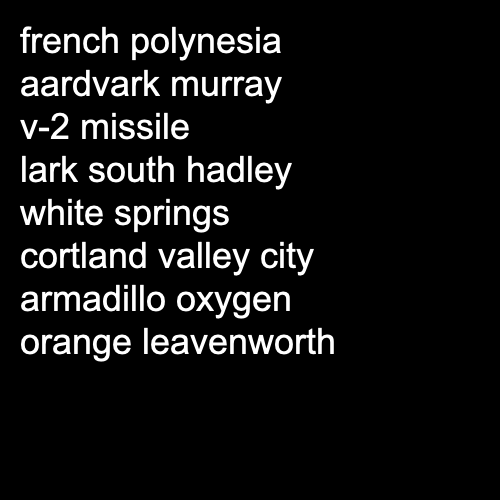 french polynesia
aardvark murray
v-2 missile
lark south hadley
white springs
cortland valley city
armadillo oxygen
orange leavenworth